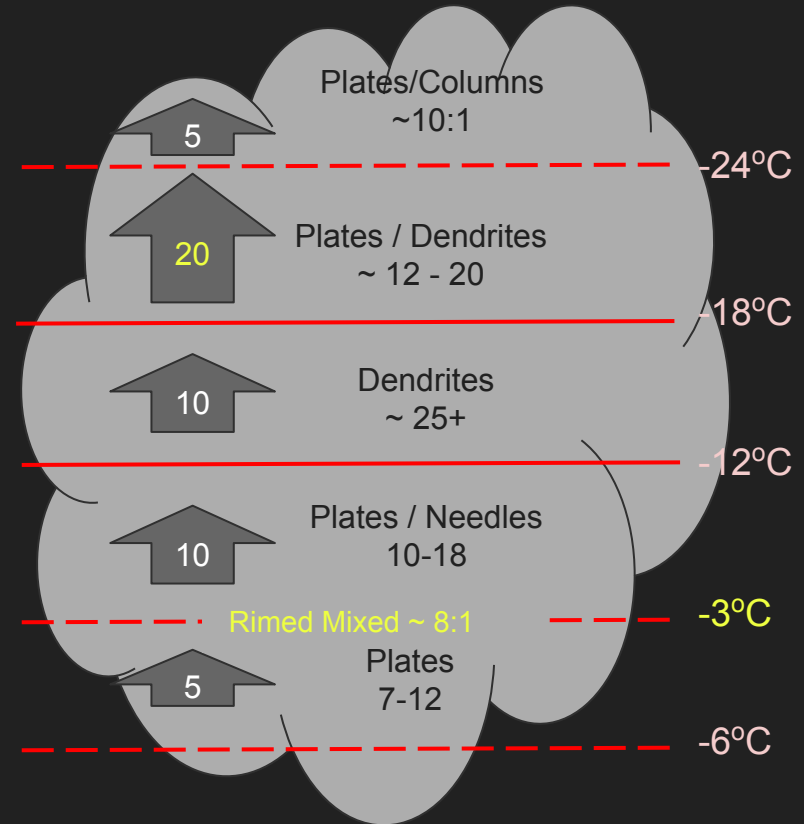 Plates/Columns
~10:1
5
-24ºC
20
Plates / Dendrites
~ 12 - 20
-18ºC
10
Dendrites
~ 25+
-12ºC
10
Plates / Needles
10-18
Rimed Mixed ~ 8:1
-3ºC
5
Plates
7-12
-6ºC